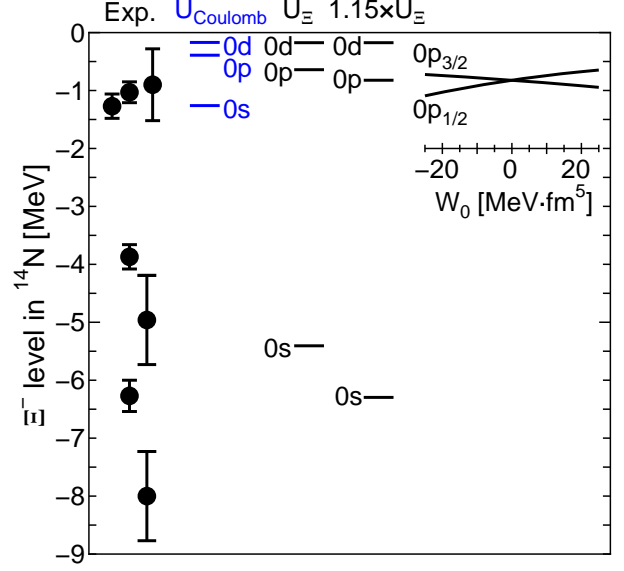 Exp. U_Coulomb U_Ξ 1.15×U_Ξ
0
−1
−2
−3
−4
−5
−6
−7
−8
−9
Ξ⁻ level in ¹⁴N [MeV]
0d
0p
0s
0d
0p
0s
0d
0p
0s
0p_3/2
0p_1/2
−20 0 20
W_0 [MeV·fm⁵]